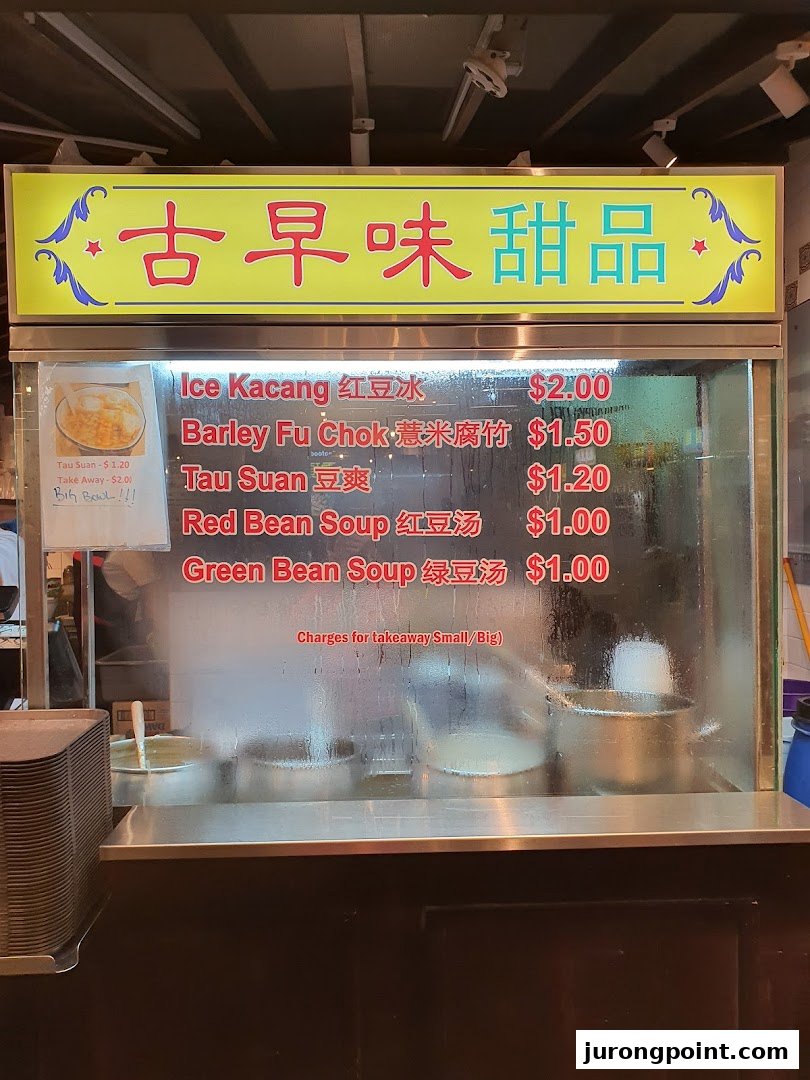 古早味甜品
Ice Kacang 红豆冰 $2.00
Barley Fu Chok 薏米腐竹 $1.50
Tau Suan 豆爽 $1.20
Red Bean Soup 红豆汤 $1.00
Green Bean Soup 绿豆汤 $1.00
Charges for takeaway Small/Big)
Tau Suan - $ 1.20
Take Away - $2.00
BIG BOWL !!!
jurongpoint.com